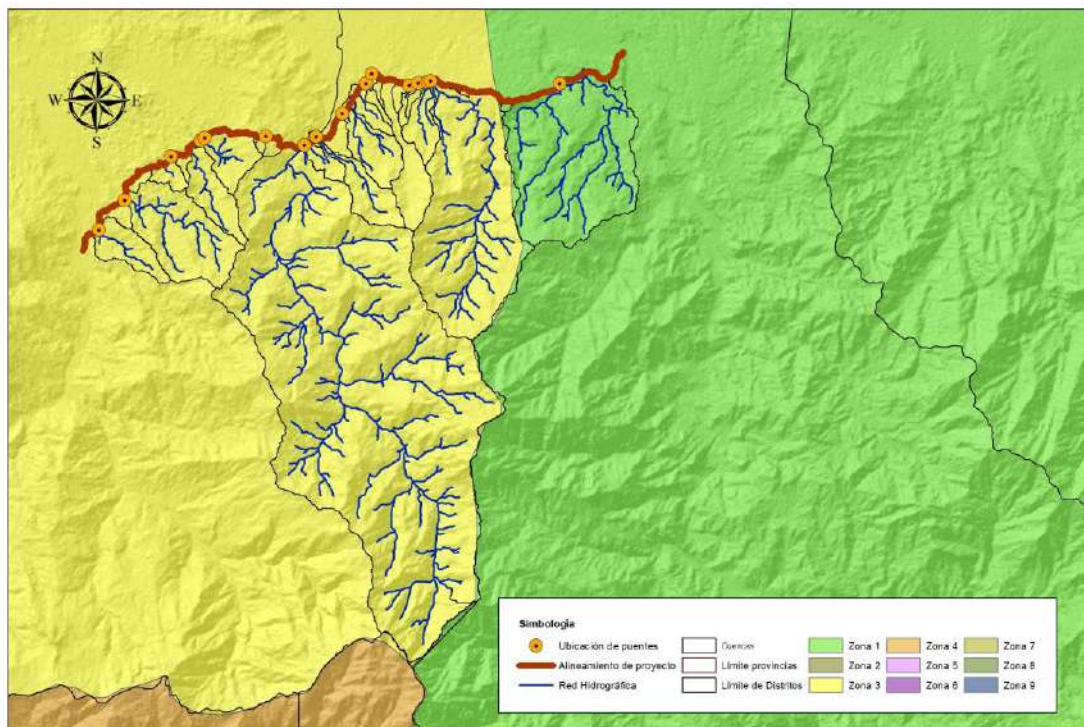 N
W E
S
Simbología
Ubicación de puentes
Alineamiento de proyecto
Red Hidrográfica
Cuencas
Límite provincias
Límite de Distritos
Zona 1
Zona 2
Zona 3
Zona 4
Zona 5
Zona 6
Zona 7
Zona 8
Zona 9